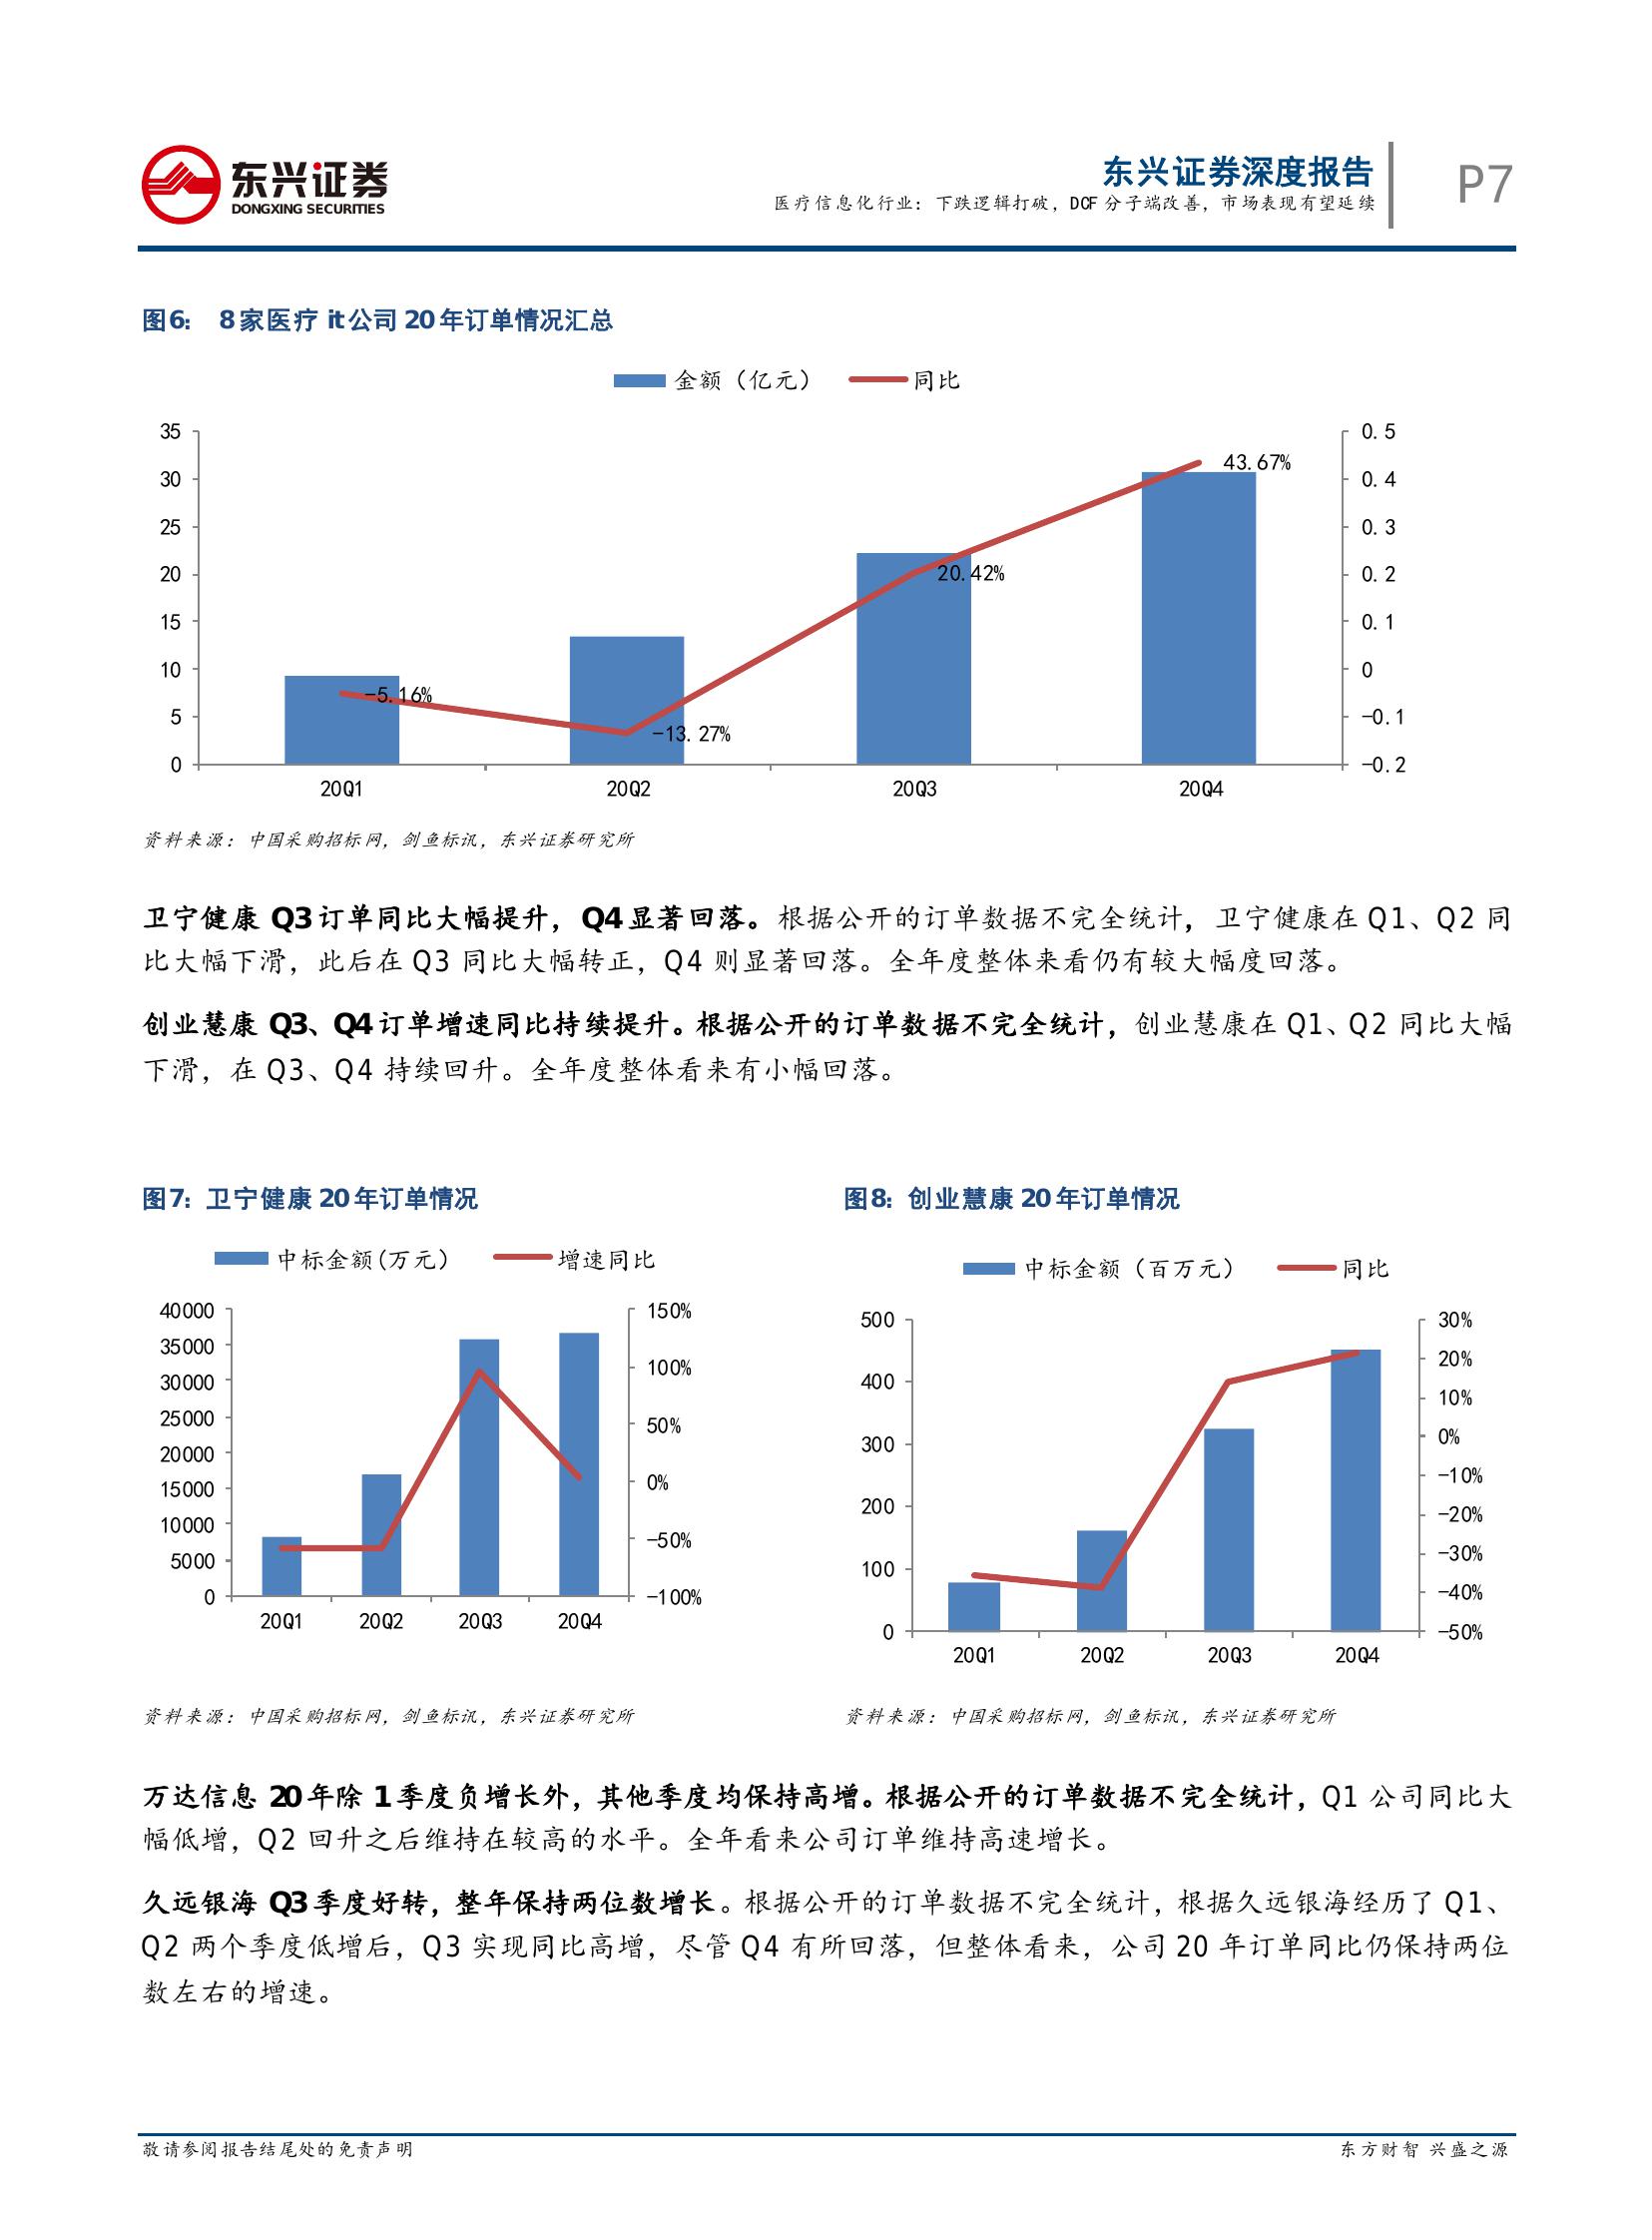 东兴证券
DONGXING SECURITIES
东兴证券深度报告
医疗信息化行业：下跌逻辑打破，DCF 分子端改善，市场表现有望延续
P7
图6： 8 家医疗 it 公司 20 年订单情况汇总
金额（亿元） 同比
35 0.5
30 0.4
25 0.3
20 0.2
15 0.1
10 0
5 -0.1
0 -0.2
-5.16% -13.27% 20.42% 43.67%
20Q1 20Q2 20Q3 20Q4
资料来源：中国采购招标网，剑鱼标讯，东兴证券研究所
卫宁健康 Q3 订单同比大幅提升，Q4 显著回落。根据公开的订单数据不完全统计，卫宁健康在 Q1、Q2 同
比大幅下滑，此后在 Q3 同比大幅转正，Q4 则显著回落。全年度整体来看仍有较大幅度回落。
创业慧康 Q3、Q4 订单增速同比持续提升。根据公开的订单数据不完全统计，创业慧康在 Q1、Q2 同比大幅
下滑，在 Q3、Q4 持续回升。全年度整体看来有小幅回落。
图7：卫宁健康 20 年订单情况
中标金额(万元) 增速同比
40000 150%
35000
30000 100%
25000 50%
20000
15000 0%
10000 -50%
5000
0 -100%
20Q1 20Q2 20Q3 20Q4
资料来源：中国采购招标网，剑鱼标讯，东兴证券研究所
图8：创业慧康 20 年订单情况
中标金额（百万元） 同比
500 30%
20%
400 10%
300 0%
-10%
200 -20%
-30%
100 -40%
0 -50%
20Q1 20Q2 20Q3 20Q4
资料来源：中国采购招标网，剑鱼标讯，东兴证券研究所
万达信息 20 年除 1 季度负增长外，其他季度均保持高增。根据公开的订单数据不完全统计，Q1 公司同比大
幅低增，Q2 回升之后维持在较高的水平。全年看来公司订单维持高速增长。
久远银海 Q3 季度好转，整年保持两位数增长。根据公开的订单数据不完全统计，根据久远银海经历了 Q1、
Q2 两个季度低增后，Q3 实现同比高增，尽管 Q4 有所回落，但整体看来，公司 20 年订单同比仍保持两位
数左右的增速。
敬请参阅报告结尾处的免责声明
东方财智 兴盛之源